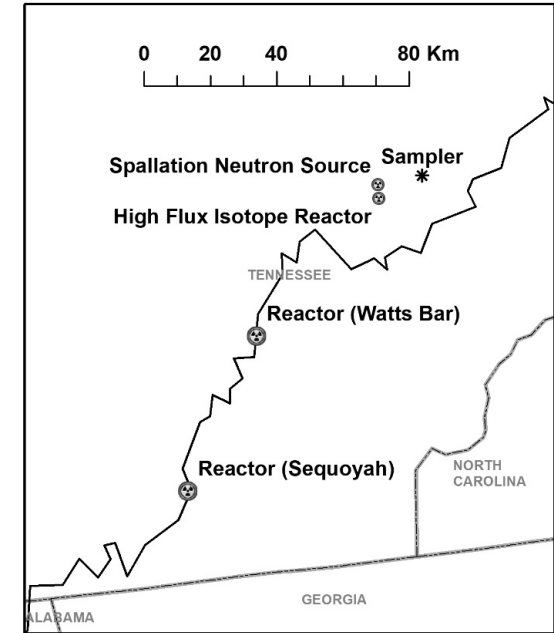 0 20 40 60 80 Km
Spallation Neutron Source
Sampler
High Flux Isotope Reactor
TENNESSEE
Reactor (Watts Bar)
Reactor (Sequoyah)
NORTH
CAROLINA
GEORGIA
ALABAMA